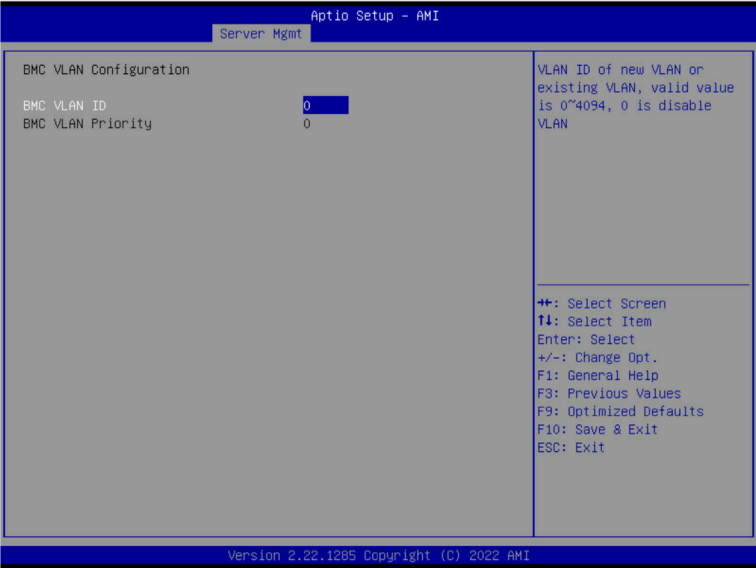 Aptio Setup - AMI
Server Mgmt
BMC VLAN Configuration
BMC VLAN ID 0
BMC VLAN Priority 0
VLAN ID of new VLAN or
existing VLAN, valid value
is 0~4094, 0 is disable
VLAN
→←: Select Screen
↑↓: Select Item
Enter: Select
+/-: Change Opt.
F1: General Help
F3: Previous Values
F9: Optimized Defaults
F10: Save & Exit
ESC: Exit
Version 2.22.1285 Copyright (C) 2022 AMI